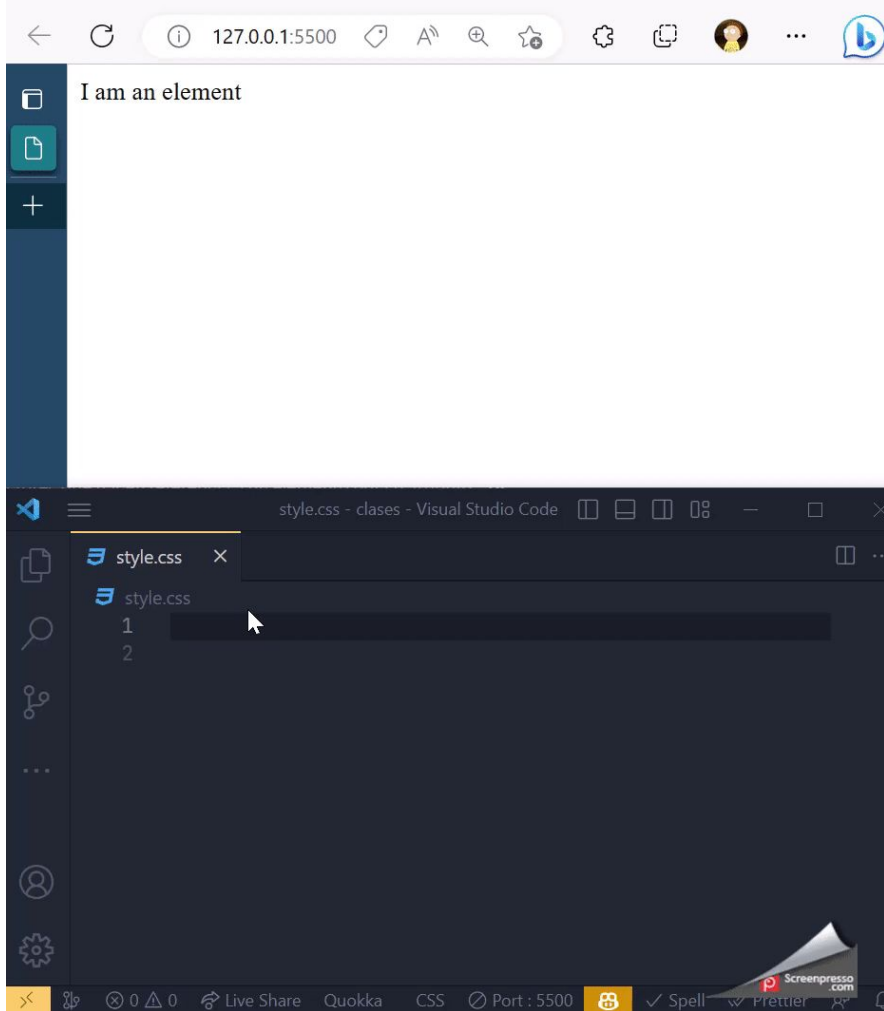 127.0.0.1:5500
I am an element
style.css - clases - Visual Studio Code
style.css
style.css
1
2
Screenpresso
.com
0 0 Live Share Quokka CSS Port : 5500 Spell Prettier